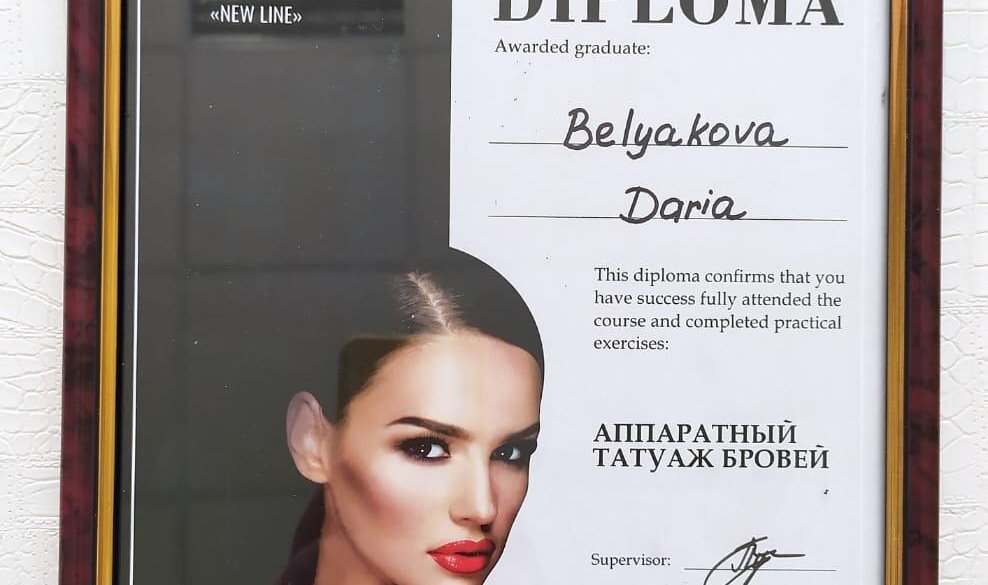 «NEW LINE»
DIPLOMA
Awarded graduate:
Belyakova
Daria
This diploma confirms that you
have success fully attended the
course and completed practical
exercises:
АППАРАТНЫЙ
ТАТУАЖ БРОВЕЙ
Supervisor: